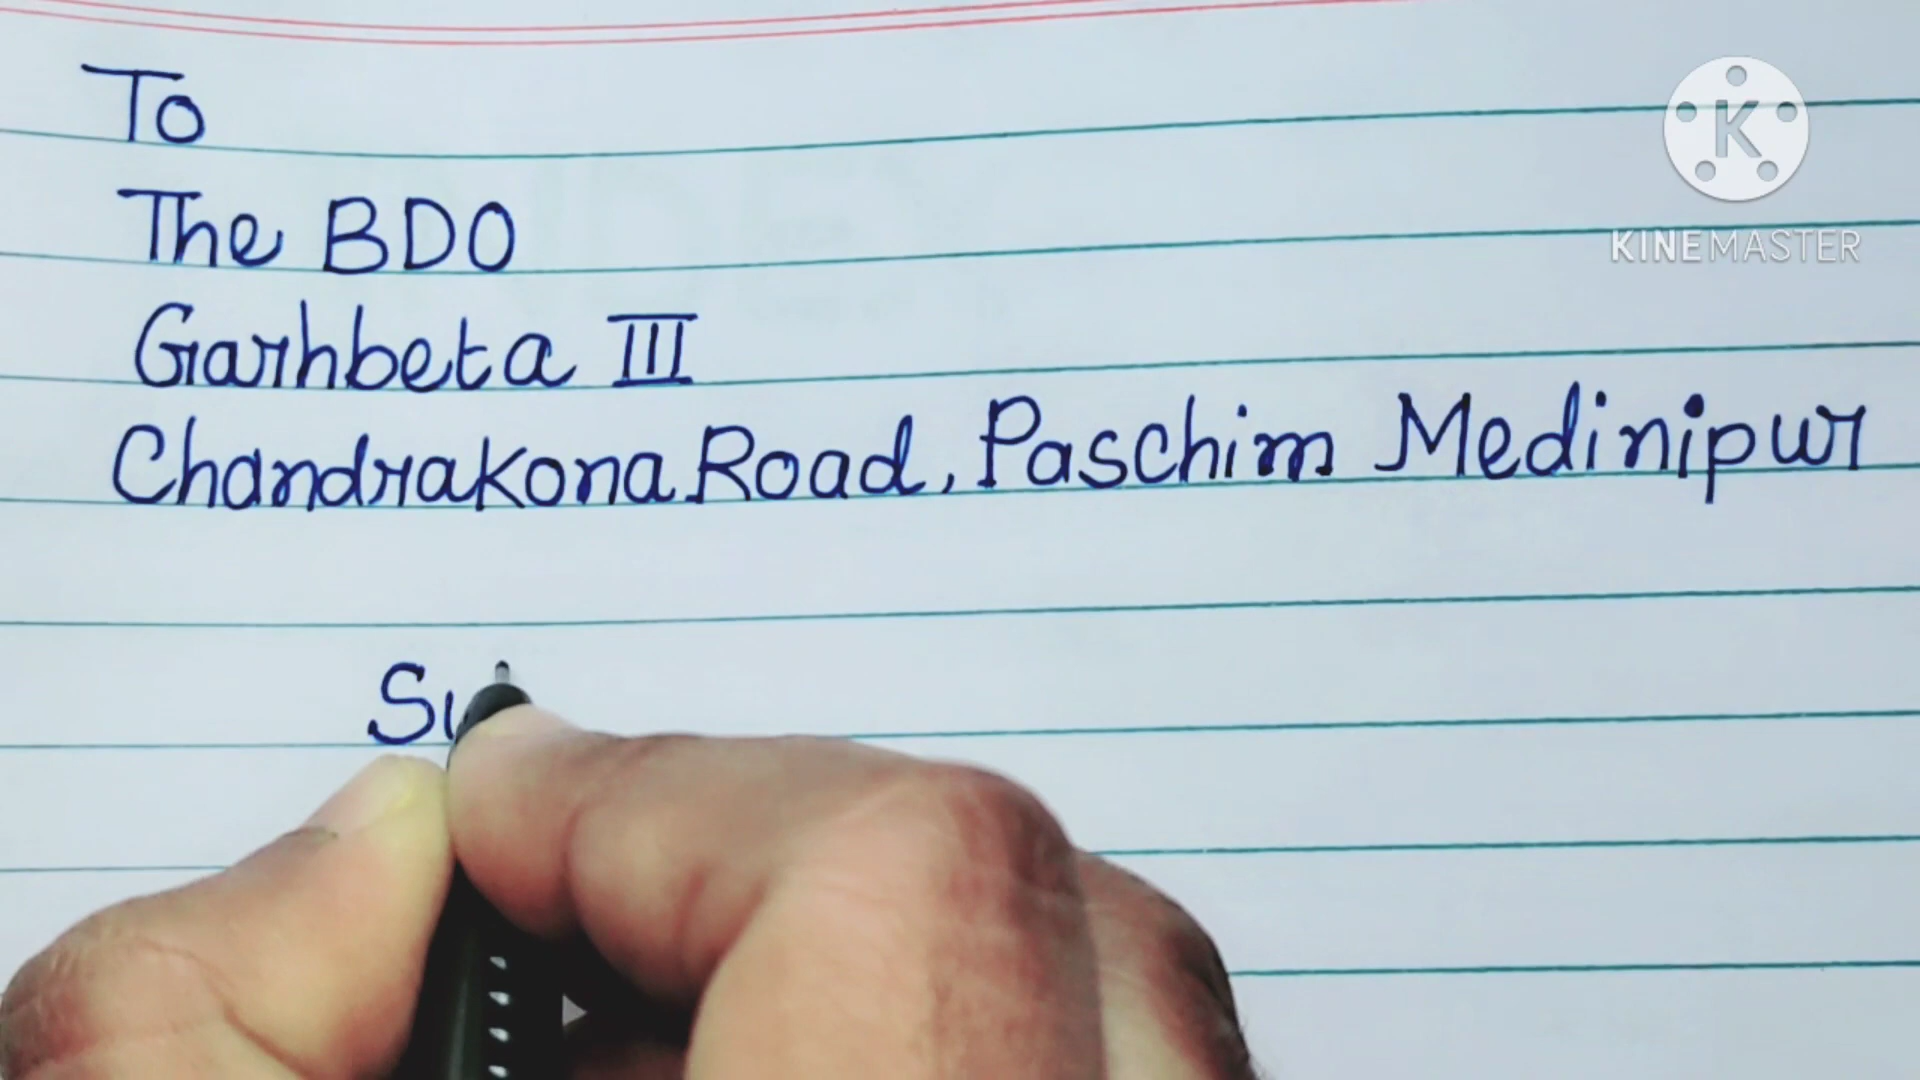 To
The BDO
Garhbeta III
Chandrakona Road, Paschim Medinipur
K
KINEMASTER